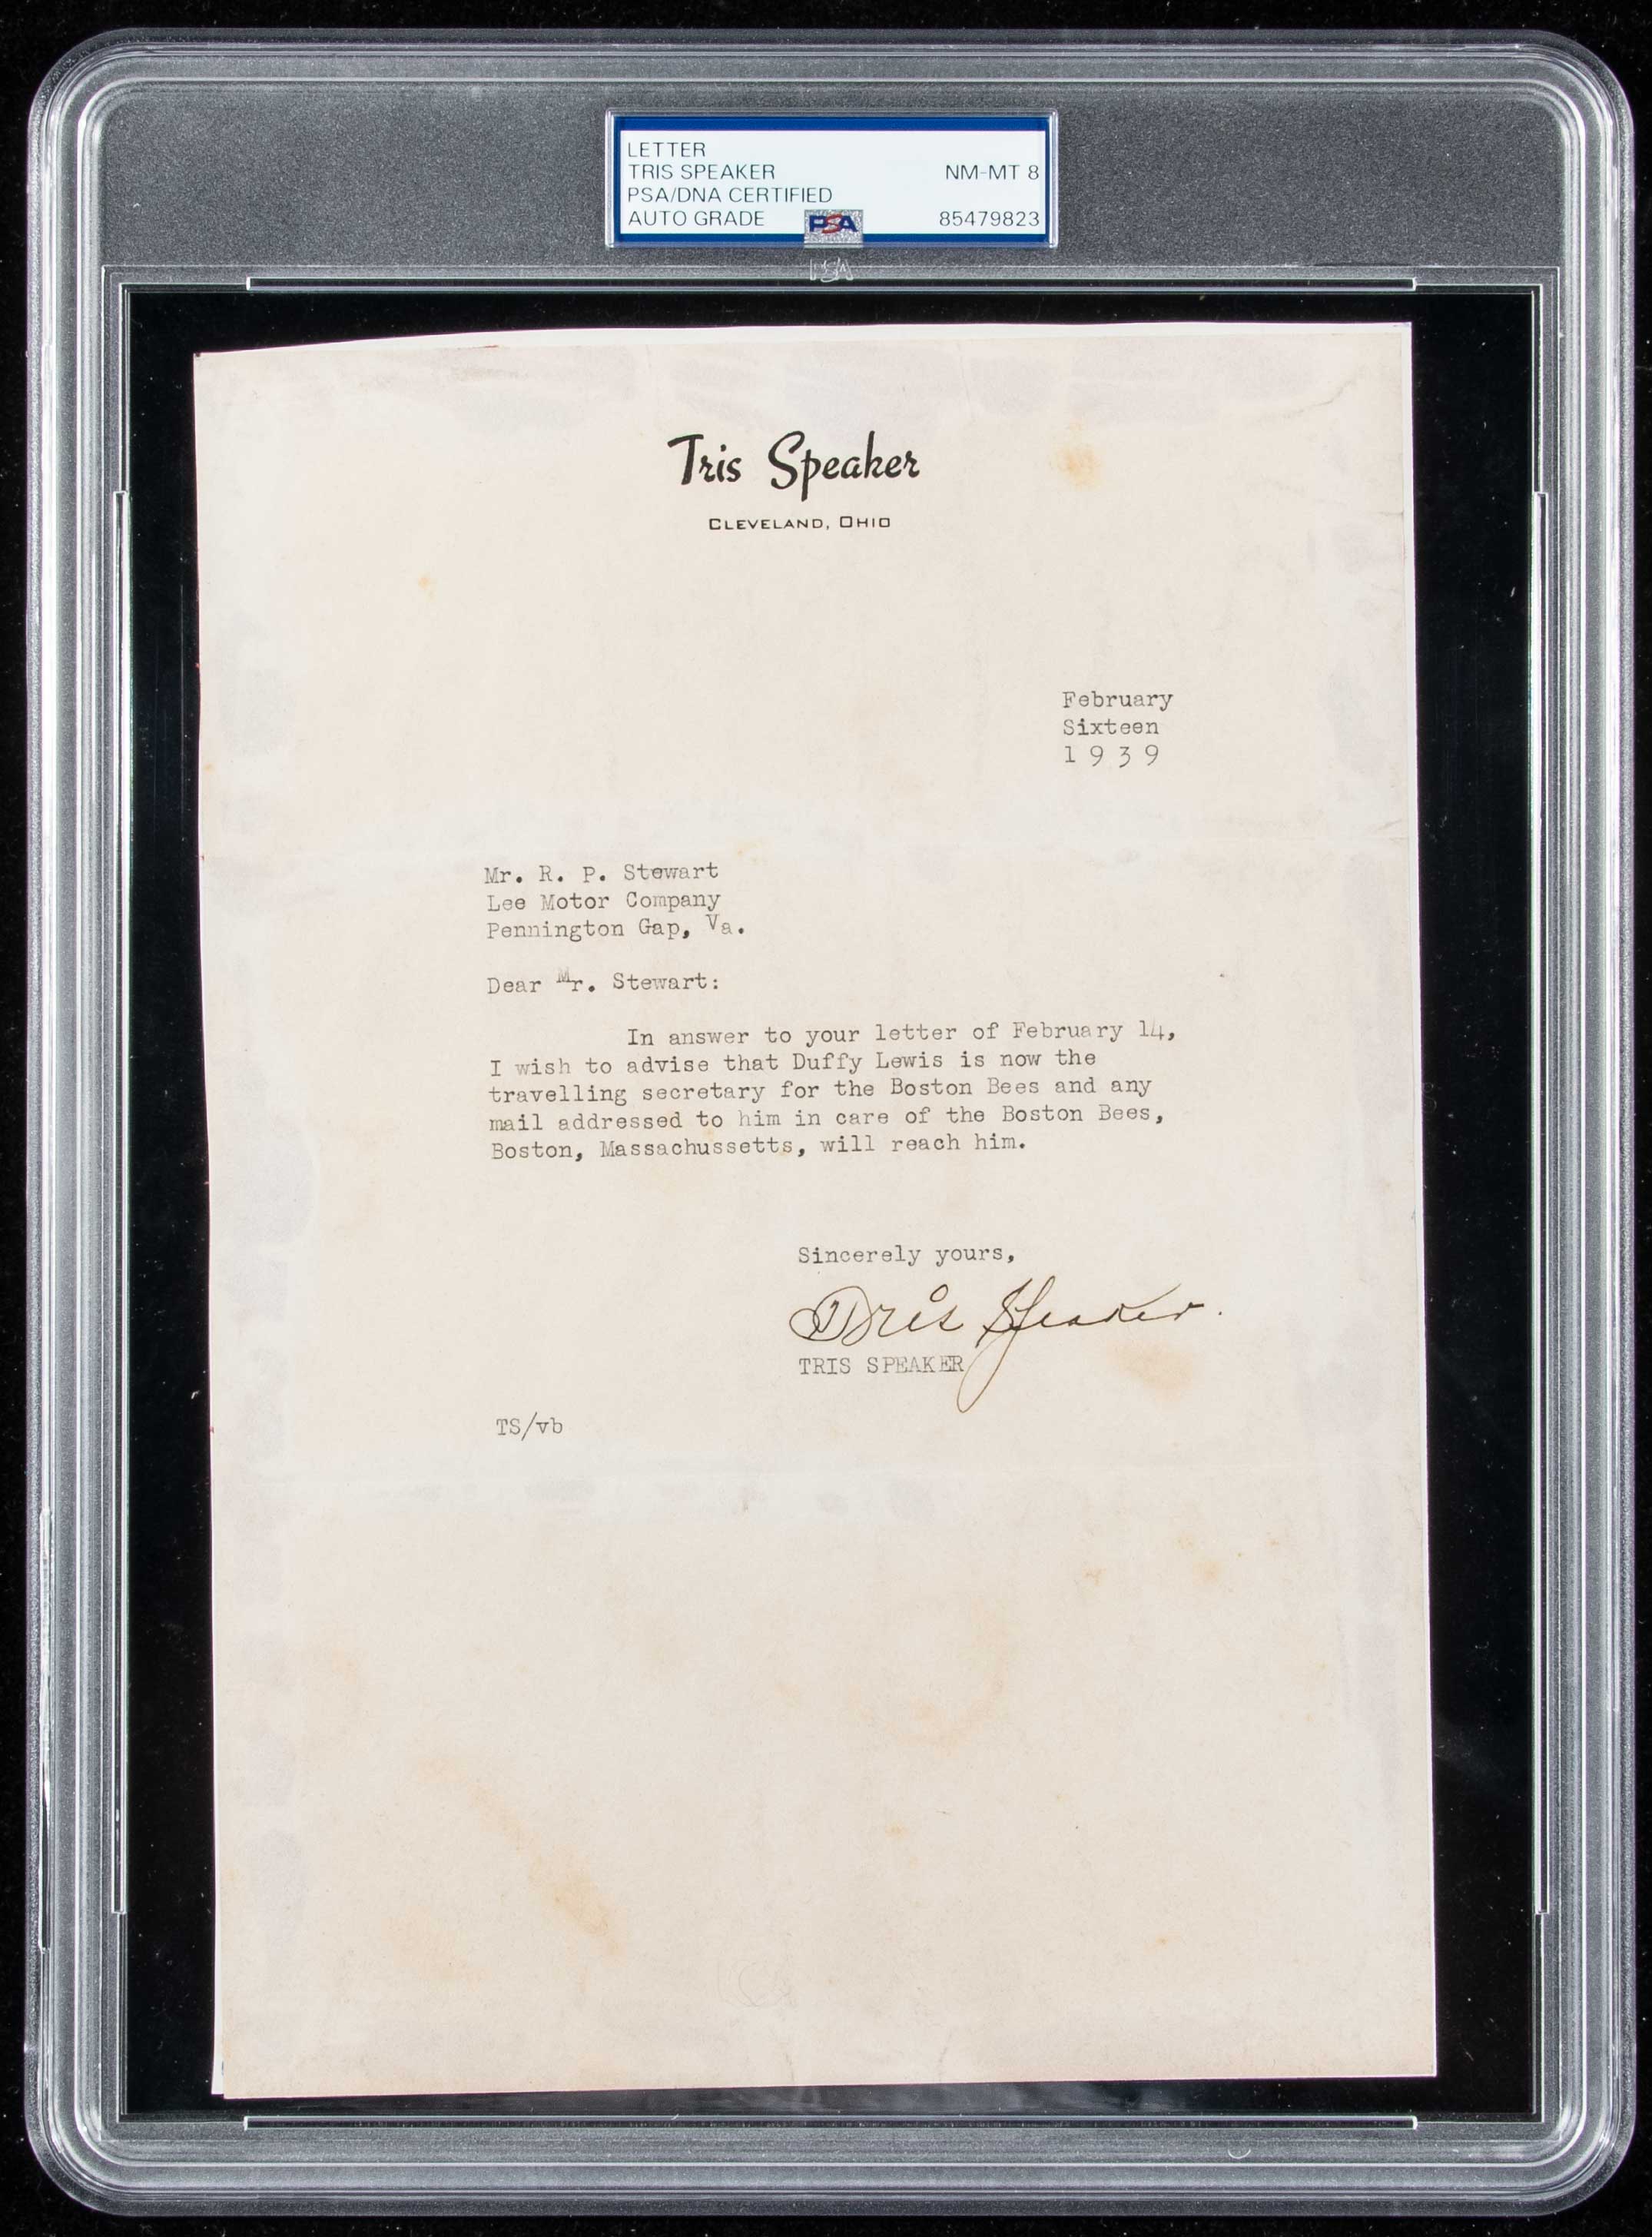 LETTER
TRIS SPEAKER NM-MT 8
PSA/DNA CERTIFIED
AUTO GRADE PSA 85479823
PSA
Tris Speaker
CLEVELAND, OHIO
February
Sixteen
1 9 3 9
Mr. R. P. Stewart
Lee Motor Company
Pennington Gap, Va.
Dear Mr. Stewart:
In answer to your letter of February 14,
I wish to advise that Duffy Lewis is now the
travelling secretary for the Boston Bees and any
mail addressed to him in care of the Boston Bees,
Boston, Massachussetts, will reach him.
Sincerely yours,
Tris Speaker.
TRIS SPEAKER
TS/vb